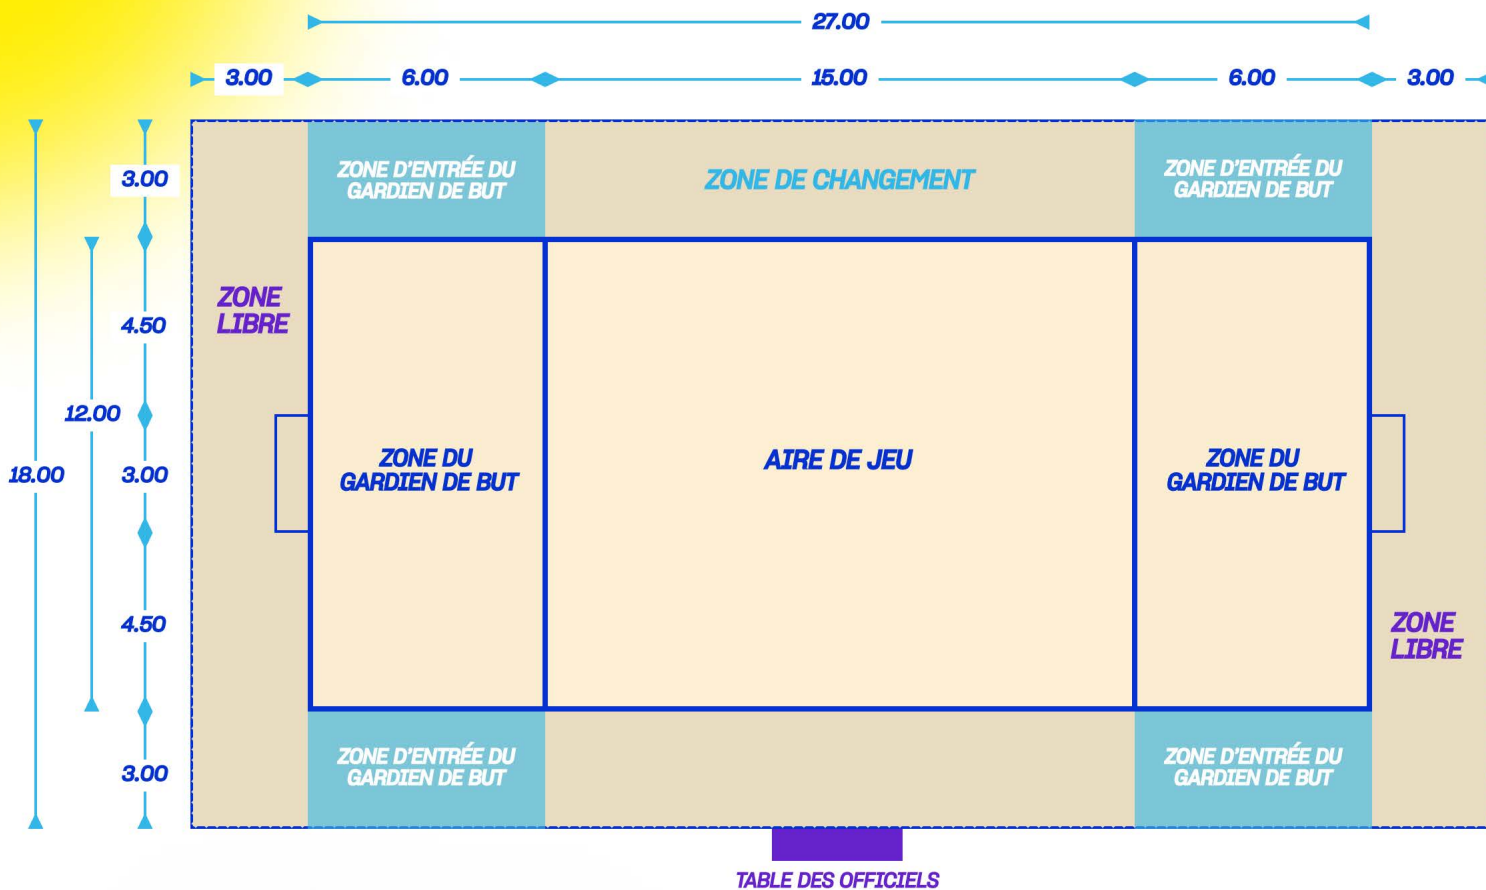 27.00
3.00 6.00 15.00 6.00 3.00
3.00
ZONE D'ENTRÉE DU
GARDIEN DE BUT
ZONE DE CHANGEMENT
ZONE D'ENTRÉE DU
GARDIEN DE BUT
ZONE
LIBRE
4.50
12.00
18.00
3.00
ZONE DU
GARDIEN DE BUT
AIRE DE JEU
ZONE DU
GARDIEN DE BUT
4.50
ZONE
LIBRE
3.00
ZONE D'ENTRÉE DU
GARDIEN DE BUT
ZONE D'ENTRÉE DU
GARDIEN DE BUT
TABLE DES OFFICIELS